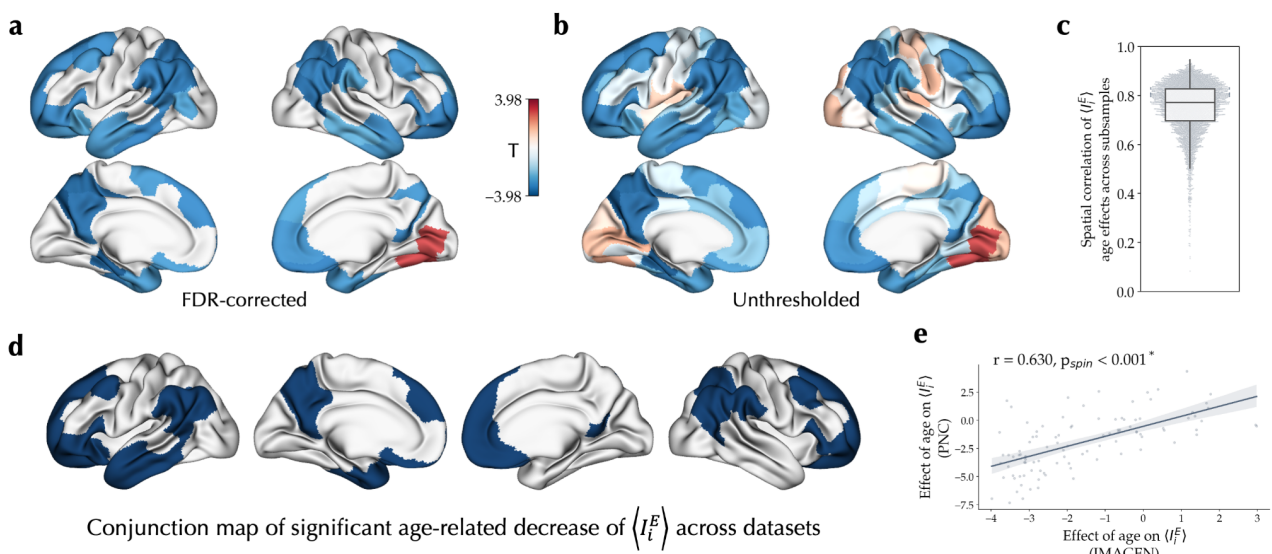 a
b
c
3.98
T
−3.98
FDR-corrected
Unthresholded
Spatial correlation of ⟨I_i^E⟩
age effects across subsamples
1.0
0.8
0.6
0.4
0.2
0.0
d
Conjunction map of significant age-related decrease of ⟨I_i^E⟩ across datasets
e
r = 0.630, p_spin < 0.001 *
Effect of age on ⟨I_i^E⟩
(PNC)
2.5
0.0
−2.5
−5.0
−7.5
−4 −3 −2 −1 0 1 2 3
Effect of age on ⟨I_i^E⟩
(IMAGEN)